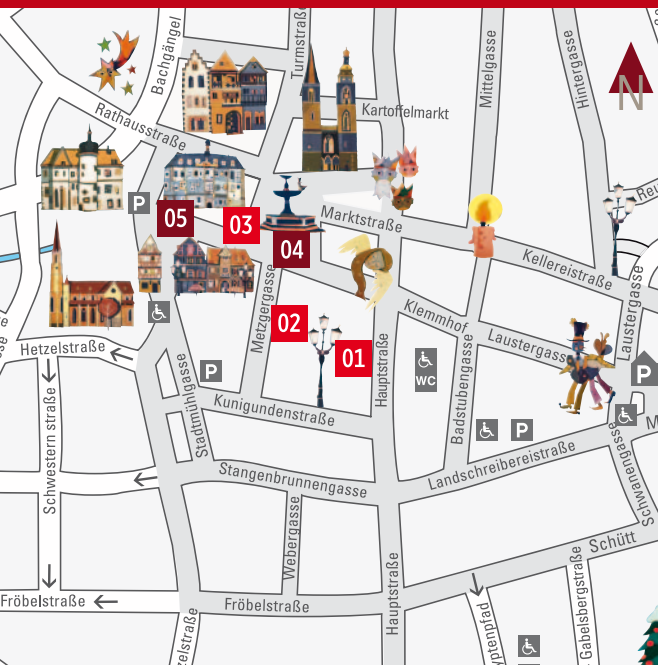 Bachgängel
Turmstraße
Mittelgasse
Hintergasse
N
Rathausstraße
Kartoffelmarkt
P
05
03
04
Marktstraße
Kellereistraße
Metzgergasse
02
01
Hauptstraße
Klemmhof
Laustergasse
Laustergasse
Hetzelstraße
P
WC
P
Stadtmühlgasse
Kunigundenstraße
Badstubengasse
P
Schwestern straße
Stangenbrunnengasse
Landschreibereistraße
Schwanengasse
M
Webergasse
Schütt
Fröbelstraße
Fröbelstraße
Hauptstraße
Gabelsbergstraße